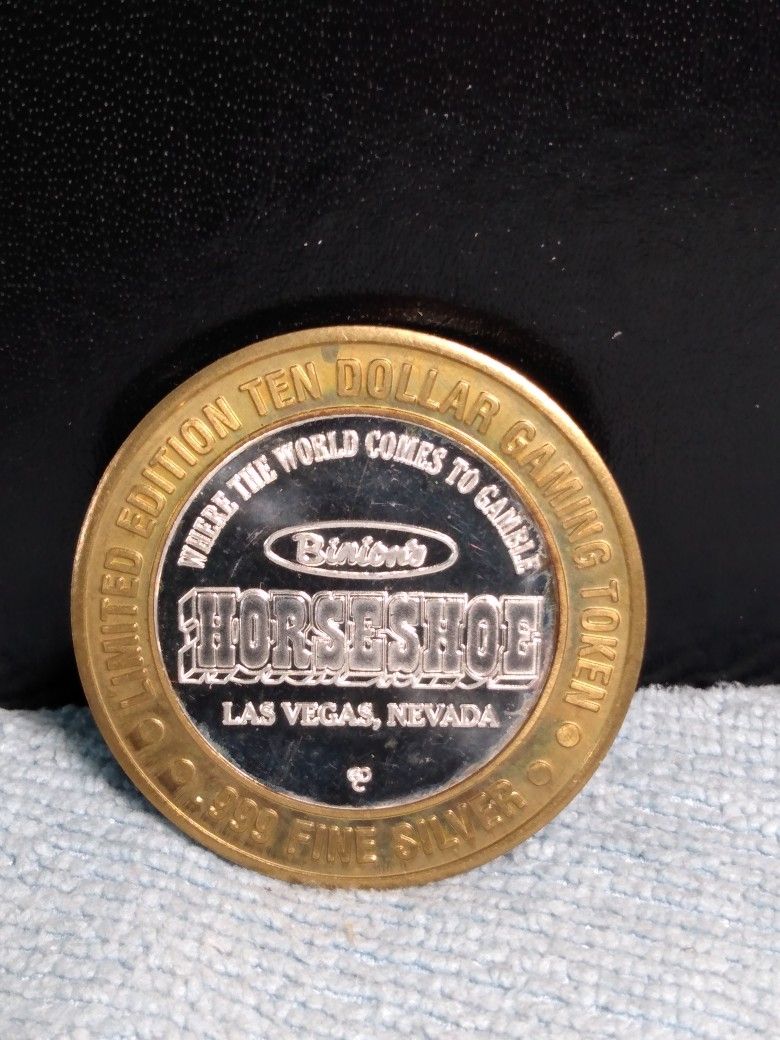 LIMITED EDITION TEN DOLLAR GAMING TOKEN
WHERE THE WORLD COMES TO GAMBLE
Binion's
HORSESHOE
LAS VEGAS, NEVADA
.999 FINE SILVER